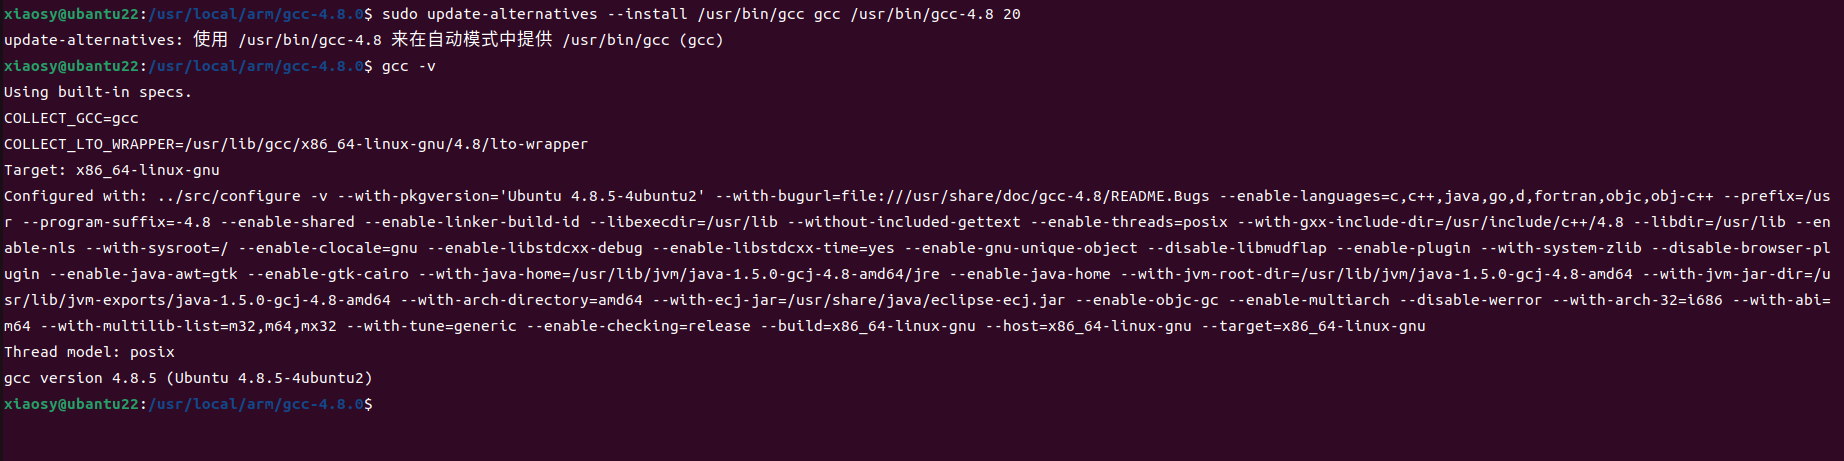 xiaosy@ubantu22:/usr/local/arm/gcc-4.8.0$ sudo update-alternatives --install /usr/bin/gcc gcc /usr/bin/gcc-4.8 20
update-alternatives: 使用 /usr/bin/gcc-4.8 来在自动模式中提供 /usr/bin/gcc (gcc)
xiaosy@ubantu22:/usr/local/arm/gcc-4.8.0$ gcc -v
Using built-in specs.
COLLECT_GCC=gcc
COLLECT_LTO_WRAPPER=/usr/lib/gcc/x86_64-linux-gnu/4.8/lto-wrapper
Target: x86_64-linux-gnu
Configured with: ../src/configure -v --with-pkgversion='Ubuntu 4.8.5-4ubuntu2' --with-bugurl=file:///usr/share/doc/gcc-4.8/README.Bugs --enable-languages=c,c++,java,go,d,fortran,objc,obj-c++ --prefix=/us
r --program-suffix=-4.8 --enable-shared --enable-linker-build-id --libexecdir=/usr/lib --without-included-gettext --enable-threads=posix --with-gxx-include-dir=/usr/include/c++/4.8 --libdir=/usr/lib --en
able-nls --with-sysroot=/ --enable-clocale=gnu --enable-libstdcxx-debug --enable-libstdcxx-time=yes --enable-gnu-unique-object --disable-libmudflap --enable-plugin --with-system-zlib --disable-browser-pl
ugin --enable-java-awt=gtk --enable-gtk-cairo --with-java-home=/usr/lib/jvm/java-1.5.0-gcj-4.8-amd64/jre --enable-java-home --with-jvm-root-dir=/usr/lib/jvm/java-1.5.0-gcj-4.8-amd64 --with-jvm-jar-dir=/u
sr/lib/jvm-exports/java-1.5.0-gcj-4.8-amd64 --with-arch-directory=amd64 --with-ecj-jar=/usr/share/java/eclipse-ecj.jar --enable-objc-gc --enable-multiarch --disable-werror --with-arch-32=i686 --with-abi=
m64 --with-multilib-list=m32,m64,mx32 --with-tune=generic --enable-checking=release --build=x86_64-linux-gnu --host=x86_64-linux-gnu --target=x86_64-linux-gnu
Thread model: posix
gcc version 4.8.5 (Ubuntu 4.8.5-4ubuntu2)
xiaosy@ubantu22:/usr/local/arm/gcc-4.8.0$